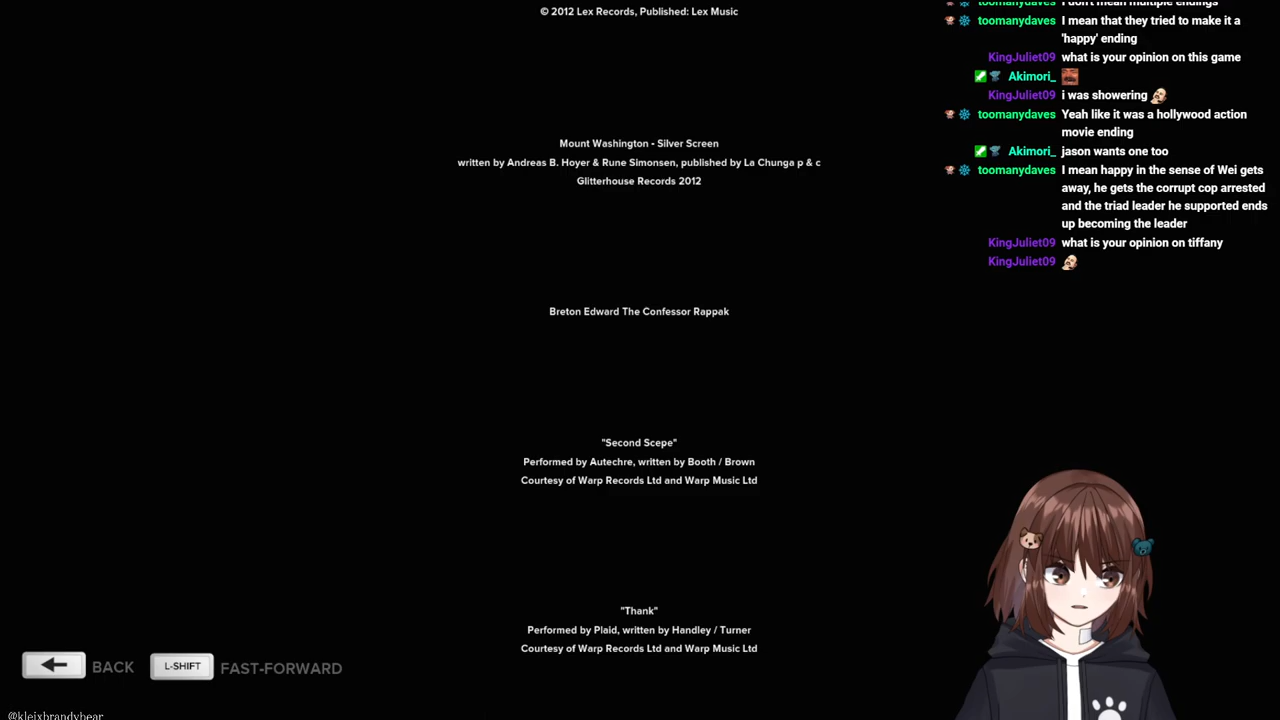 © 2012 Lex Records, Published: Lex Music
Mount Washington - Silver Screen
written by Andreas B. Hoyer & Rune Simonsen, published by La Chunga p & c
Glitterhouse Records 2012
Breton Edward The Confessor Rappak
"Second Scepe"
Performed by Autechre, written by Booth / Brown
Courtesy of Warp Records Ltd and Warp Music Ltd
"Thank"
Performed by Plaid, written by Handley / Turner
Courtesy of Warp Records Ltd and Warp Music Ltd
BACK
L-SHIFT
FAST-FORWARD
@kleixbrandybear
toomanydaves I don't mean multiple endings
toomanydaves I mean that they tried to make it a
'happy' ending
KingJuliet09 what is your opinion on this game
Akimori_
KingJuliet09 i was showering
toomanydaves Yeah like it was a hollywood action
movie ending
Akimori_ jason wants one too
toomanydaves I mean happy in the sense of Wei gets
away, he gets the corrupt cop arrested
and the triad leader he supported ends
up becoming the leader
KingJuliet09 what is your opinion on tiffany
KingJuliet09